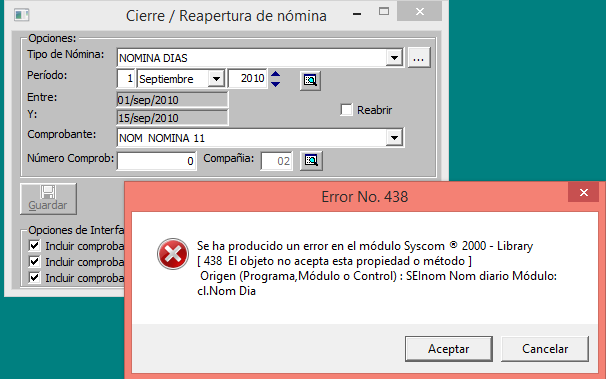 Cierre / Reapertura de nómina
Opciones:
Tipo de Nómina: NOMINA DIAS ...
Período: 1 Septiembre 2010
Entre: 01/sep/2010
Y: 15/sep/2010 Reabrir
Comprobante: NOM NOMINA 11
Número Comprob: 0 Compañia: 02
Guardar
Opciones de Interfa
Incluir comproba
Incluir comproba
Incluir comproba
Error No. 438
Se ha producido un error en el módulo Syscom ® 2000 - Library
[ 438 El objeto no acepta esta propiedad o método ]
Origen (Programa,Módulo o Control) : SEInom Nom diario Módulo:
cl.Nom Dia
Aceptar Cancelar